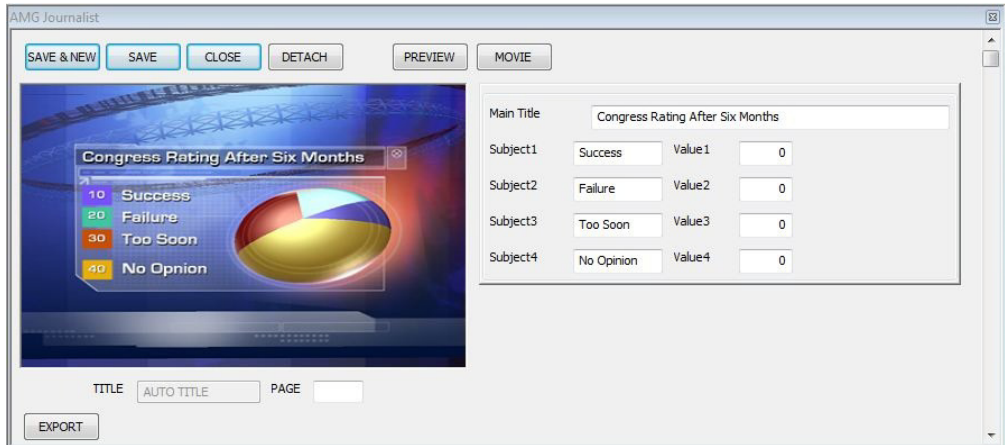 AMG Journalist
SAVE & NEW SAVE CLOSE DETACH PREVIEW MOVIE
Congress Rating After Six Months
10 Success
20 Failure
30 Too Soon
40 No Opnion
Main Title Congress Rating After Six Months
Subject1 Success Value1 0
Subject2 Failure Value2 0
Subject3 Too Soon Value3 0
Subject4 No Opinion Value4 0
TITLE AUTO TITLE PAGE
EXPORT